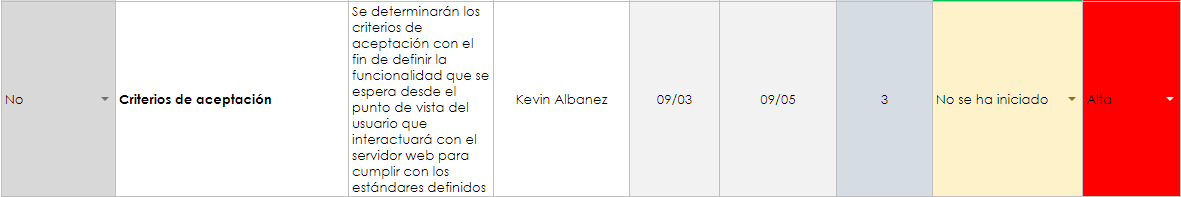 No
Criterios de aceptación
Se determinarán los
criterios de
aceptación con el
fin de definir la
funcionalidad que se
espera desde el
punto de vista del
usuario que
interactuará con el
servidor web para
cumplir con los
estándares definidos
Kevin Albanez
09/03
09/05
3
No se ha iniciado
Alta